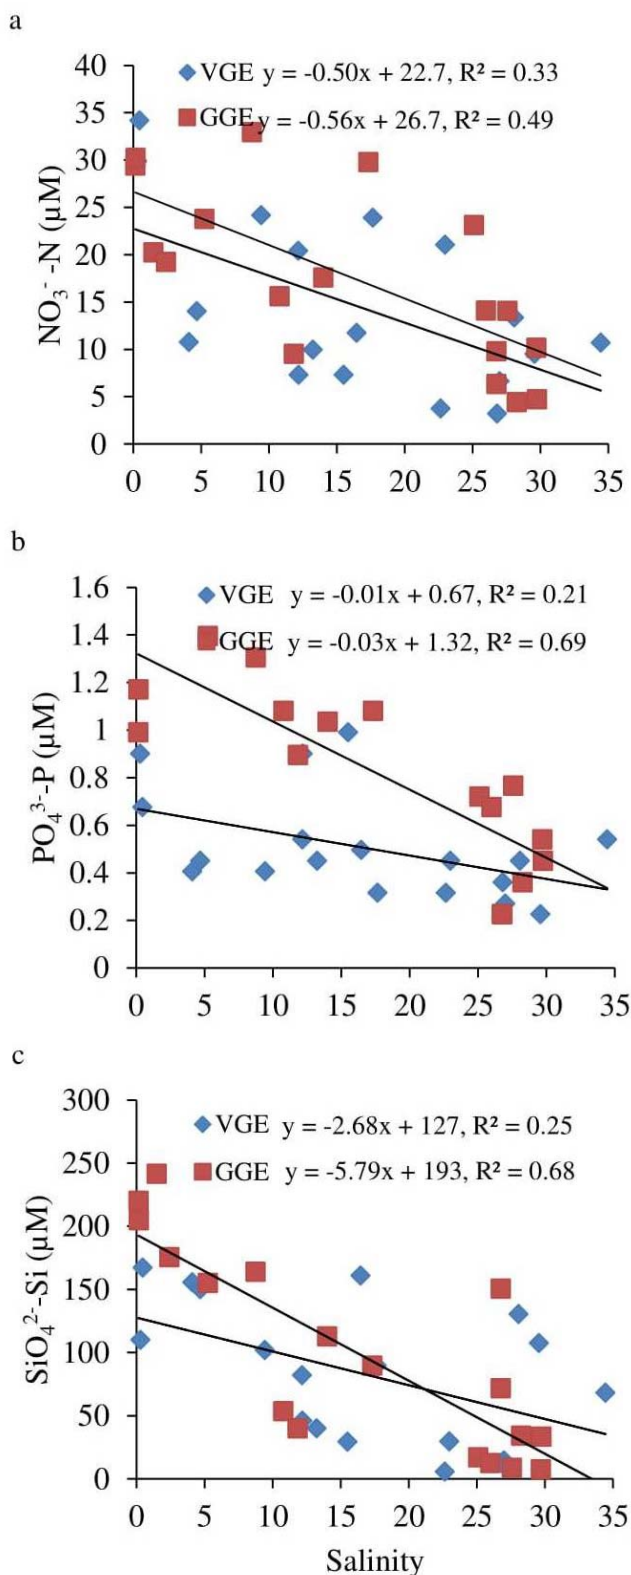 a
VGE y = -0.50x + 22.7, R² = 0.33
GGE y = -0.56x + 26.7, R² = 0.49
NO₃⁻ -N (µM)
40
35
30
25
20
15
10
5
0
0 5 10 15 20 25 30 35
b
VGE y = -0.01x + 0.67, R² = 0.21
GGE y = -0.03x + 1.32, R² = 0.69
PO₄³⁻-P (µM)
1.6
1.4
1.2
1
0.8
0.6
0.4
0.2
0
0 5 10 15 20 25 30 35
c
VGE y = -2.68x + 127, R² = 0.25
GGE y = -5.79x + 193, R² = 0.68
SiO₄²⁻-Si (µM)
300
250
200
150
100
50
0
0 5 10 15 20 25 30 35
Salinity